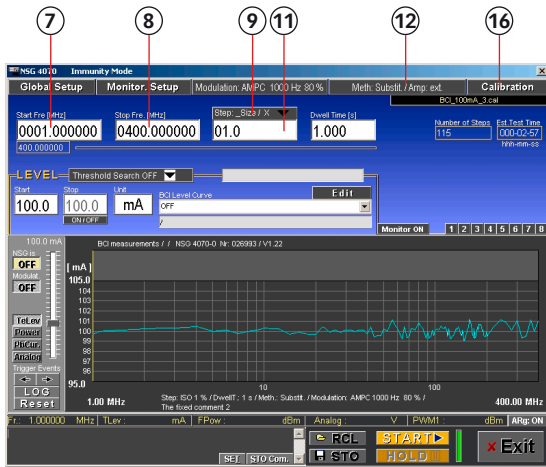 7 8 9 11 12 16
NSG 4070 Immunity Mode
Global Setup Monitor. Setup Modulation: AMPC 1000 Hz 80 % Meth: Substit. / Amp: ext. Calibration
BCI_100mA_3.cal
Start Fre [MHz] Stop Fre. [MHz] Step: _Size / X Dwell Time [s]
0001.000000 0400.000000 01.0 1.000
Number of Steps Est.Test Time
115 000-02-57
400.000000
hhh-mm-ss
LEVEL Threshold Search OFF
Start Stop Unit BCI Level Curve Edit
100.0 100.0 mA OFF
ON / OFF
/
Monitor ON 1 2 3 4 5 6 7 8
100.0 mA BCI measurements / / NSG 4070-0 Nr: 026993 / V1.22
NSG is
OFF
Modulat.
OFF
TeLev
Power
PhCur.
Analog
Trigger Events
LOG
Reset
[ mA ]
105.0
104
103
102
101
100
99
98
97
96
95.0
10 100
1.00 MHz 400.00 MHz
Step: ISO 1 % / DwellT.: 1 s / Meth.: Substit. / Modulation: AMPC 1000 Hz 80 % /
The fixed comment 2
Fr.: 1.000000 MHz TLev : mA FPow : dBm Analog : V PWM1 : dBm ARg: ON
RCL START
SET STO Com. STO HOLD
Exit